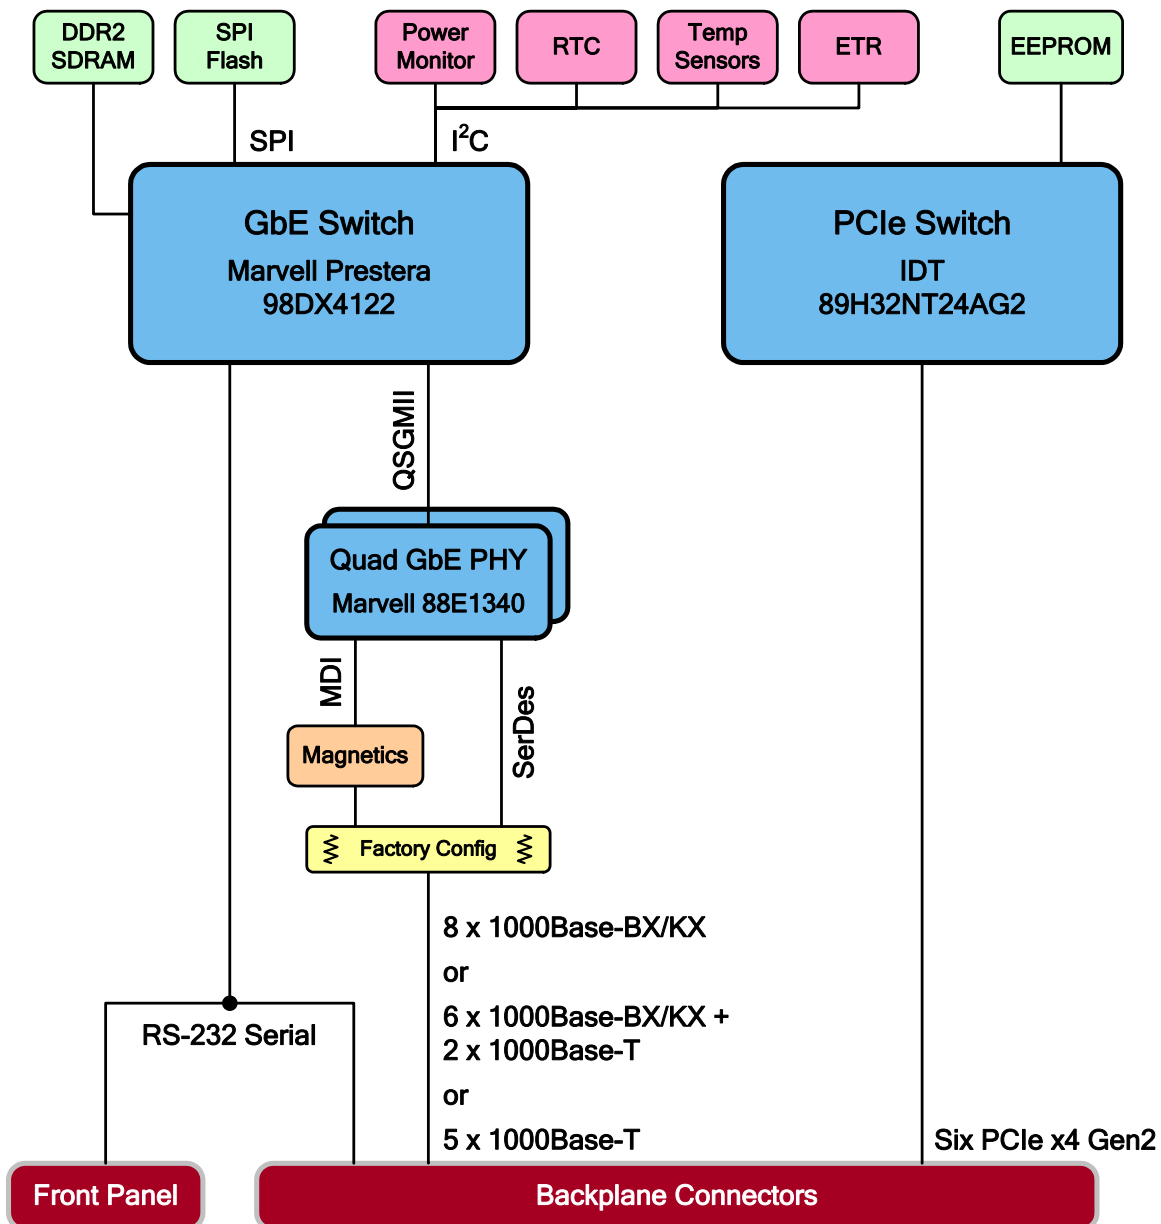 DDR2
SDRAM
SPI
Flash
Power
Monitor
RTC
Temp
Sensors
ETR
EEPROM
SPI
I²C
GbE Switch
Marvell Prestera
98DX4122
PCIe Switch
IDT
89H32NT24AG2
QSGMII
Quad GbE PHY
Marvell 88E1340
MDI
SerDes
Magnetics
Factory Config
8 x 1000Base-BX/KX
or
6 x 1000Base-BX/KX +
2 x 1000Base-T
or
5 x 1000Base-T
RS-232 Serial
Six PCIe x4 Gen2
Front Panel
Backplane Connectors